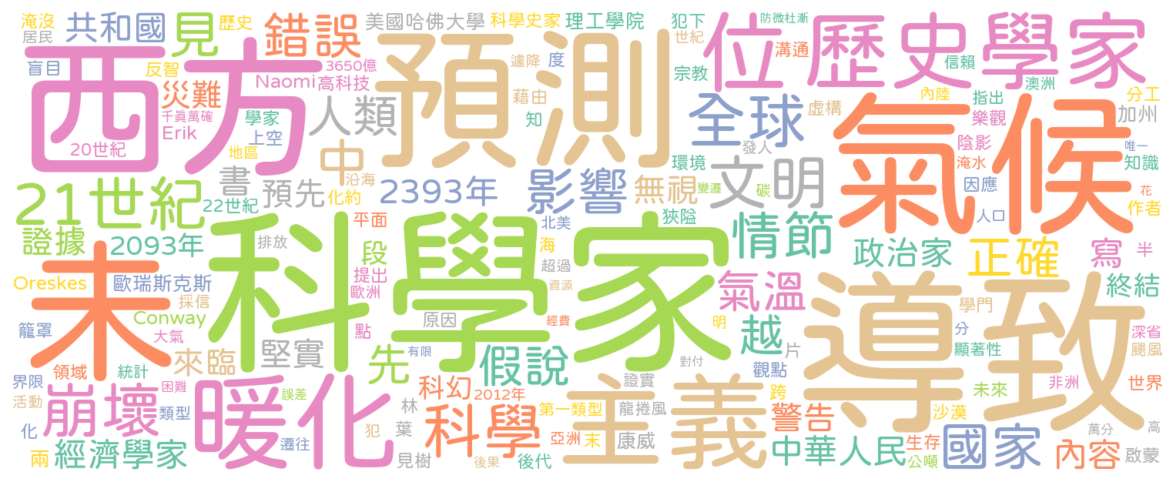 淹沒 共和國 見 歷史 錯誤 美國哈佛大學 科學史家 理工學院 犯下 防微杜漸
居民 西方 預測 世紀 溝通 位 歷史學家
盲目 反智 Naomi 3650億 高科技 遽降 度 宗教 信賴 澳洲
災難 千真萬確 Erik 學家 上空 人類 藉由 知 全球 虛構 內陸 指出 樂觀 分工 加州
20世紀 地區 中 發人 環境 氣候 陰影 唯一
21世紀 書 22世紀 預先 沿海 化約 2393年 影響 無視 變遷 碳 文明 淹水 因應 知識
證據 2093年 平面 北美 狹隘 人口 花 作者
未 科學家 排放 段 海 情節 政治家 正確 寫 半
Oreskes 歐瑞斯克斯 採信 提出 歐洲 超過 資源 氣溫 導致 終結
籠罩 Conway 大氣 點 原因 經費 明 越 學門 分 深省
來臨 堅實 先 有限 假說 對付 片 觀點 顯著性 颶風
領域 統計 困難 暖化 科幻 2012年 證實 主義 跨 未來 非洲 世界
界限 活動 崩壞 類型 誤差 林 科學 第一類型 龍捲風 警告 沙漠 萬分 高
化 遷往 犯 葉 亞洲 末 康威 生存 國家
兩 經濟學家 見樹 後果 後代 中華人民 公噸 內容 啟蒙